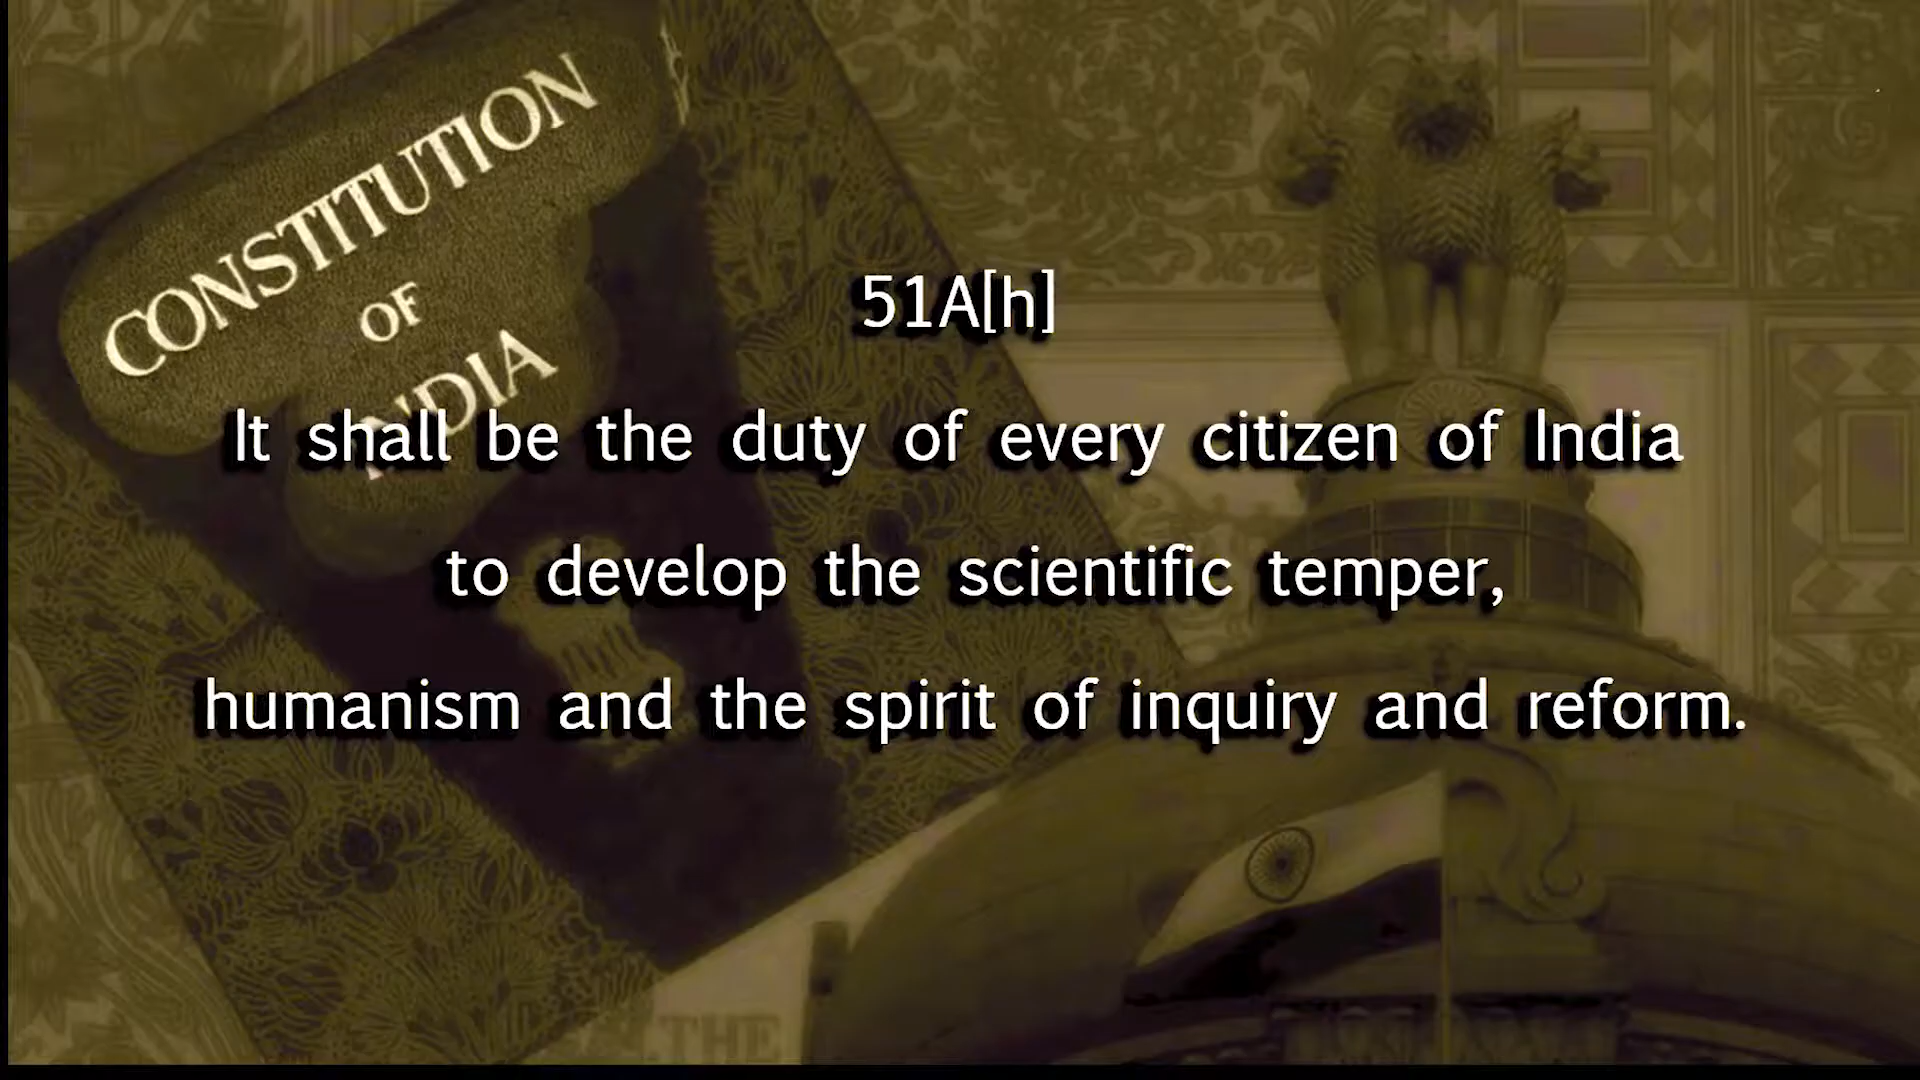 CONSTITUTION
OF
INDIA
51A[h]
It shall be the duty of every citizen of India
to develop the scientific temper,
humanism and the spirit of inquiry and reform.
THE